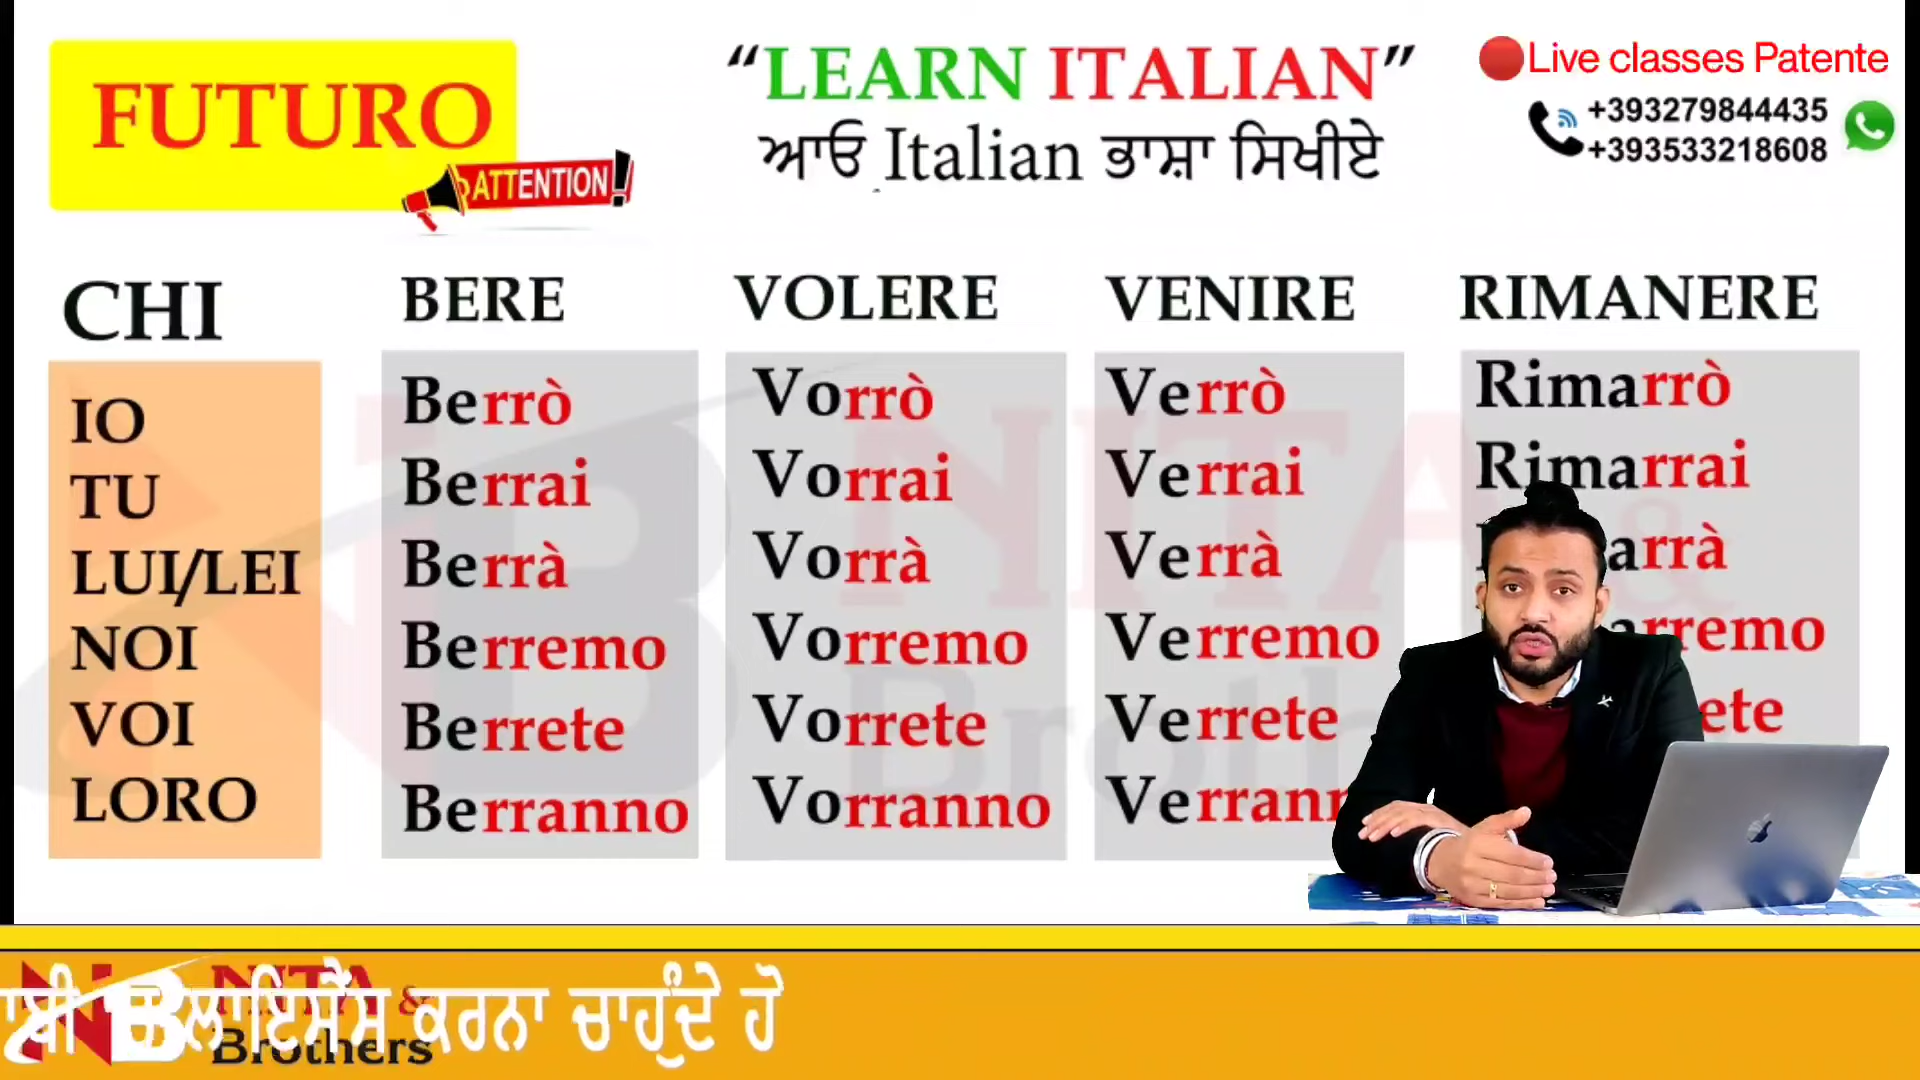 FUTURO
ATTENTION!
“LEARN ITALIAN”
ਆਓ Italian ਭਾਸ਼ਾ ਸਿਖੀਏ
Live classes Patente
+393279844435
+393533218608
CHI
IO
TU
LUI/LEI
NOI
VOI
LORO
BERE
Berrò
Berrai
Berrà
Berremo
Berrete
Berranno
VOLERE
Vorrò
Vorrai
Vorrà
Vorremo
Vorrete
Vorranno
VENIRE
Verrò
Verrai
Verrà
Verremo
Verrete
RIMANERE
Rimarrò
Rimarrai
NITA &
Brothers
ਲਾਇਸੈਂਸ ਕਰਨਾ ਚਾਹੁੰਦੇ ਹੋ